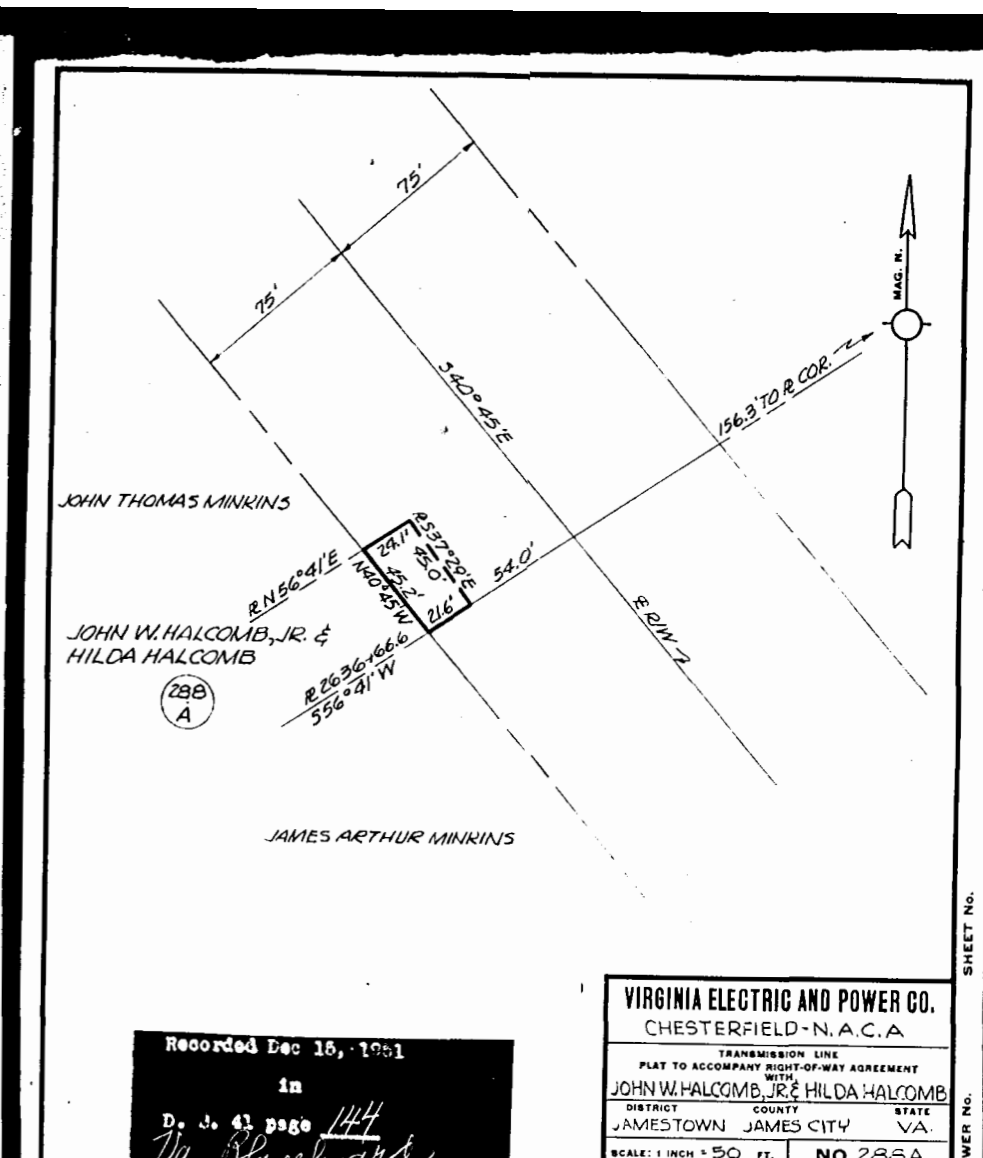 75'
75'
MAG. N.
S40° 45'E
156.3' TO ⅊ COR.
JOHN THOMAS MINKINS
24.1'
⅊ S37°29'E
45.0'
54.0'
45.2'
N40°45'W
21.6'
⅊ N56°41'E
JOHN W. HALCOMB, JR. &
HILDA HALCOMB
288
A
⅊ 2636+66.6
S56°41'W
℄ R/W
JAMES ARTHUR MINKINS
SHEET No.
VIRGINIA ELECTRIC AND POWER CO.
CHESTERFIELD - N.A.C.A
TRANSMISSION LINE
PLAT TO ACCOMPANY RIGHT-OF-WAY AGREEMENT
WITH
JOHN W. HALCOMB, JR. & HILDA HALCOMB
DISTRICT COUNTY STATE
JAMESTOWN JAMES CITY VA.
SCALE: 1 INCH = 50 FT. NO. 288A
WER No.
Recorded Dec 15, 1951
in
D. J. 41 page 144